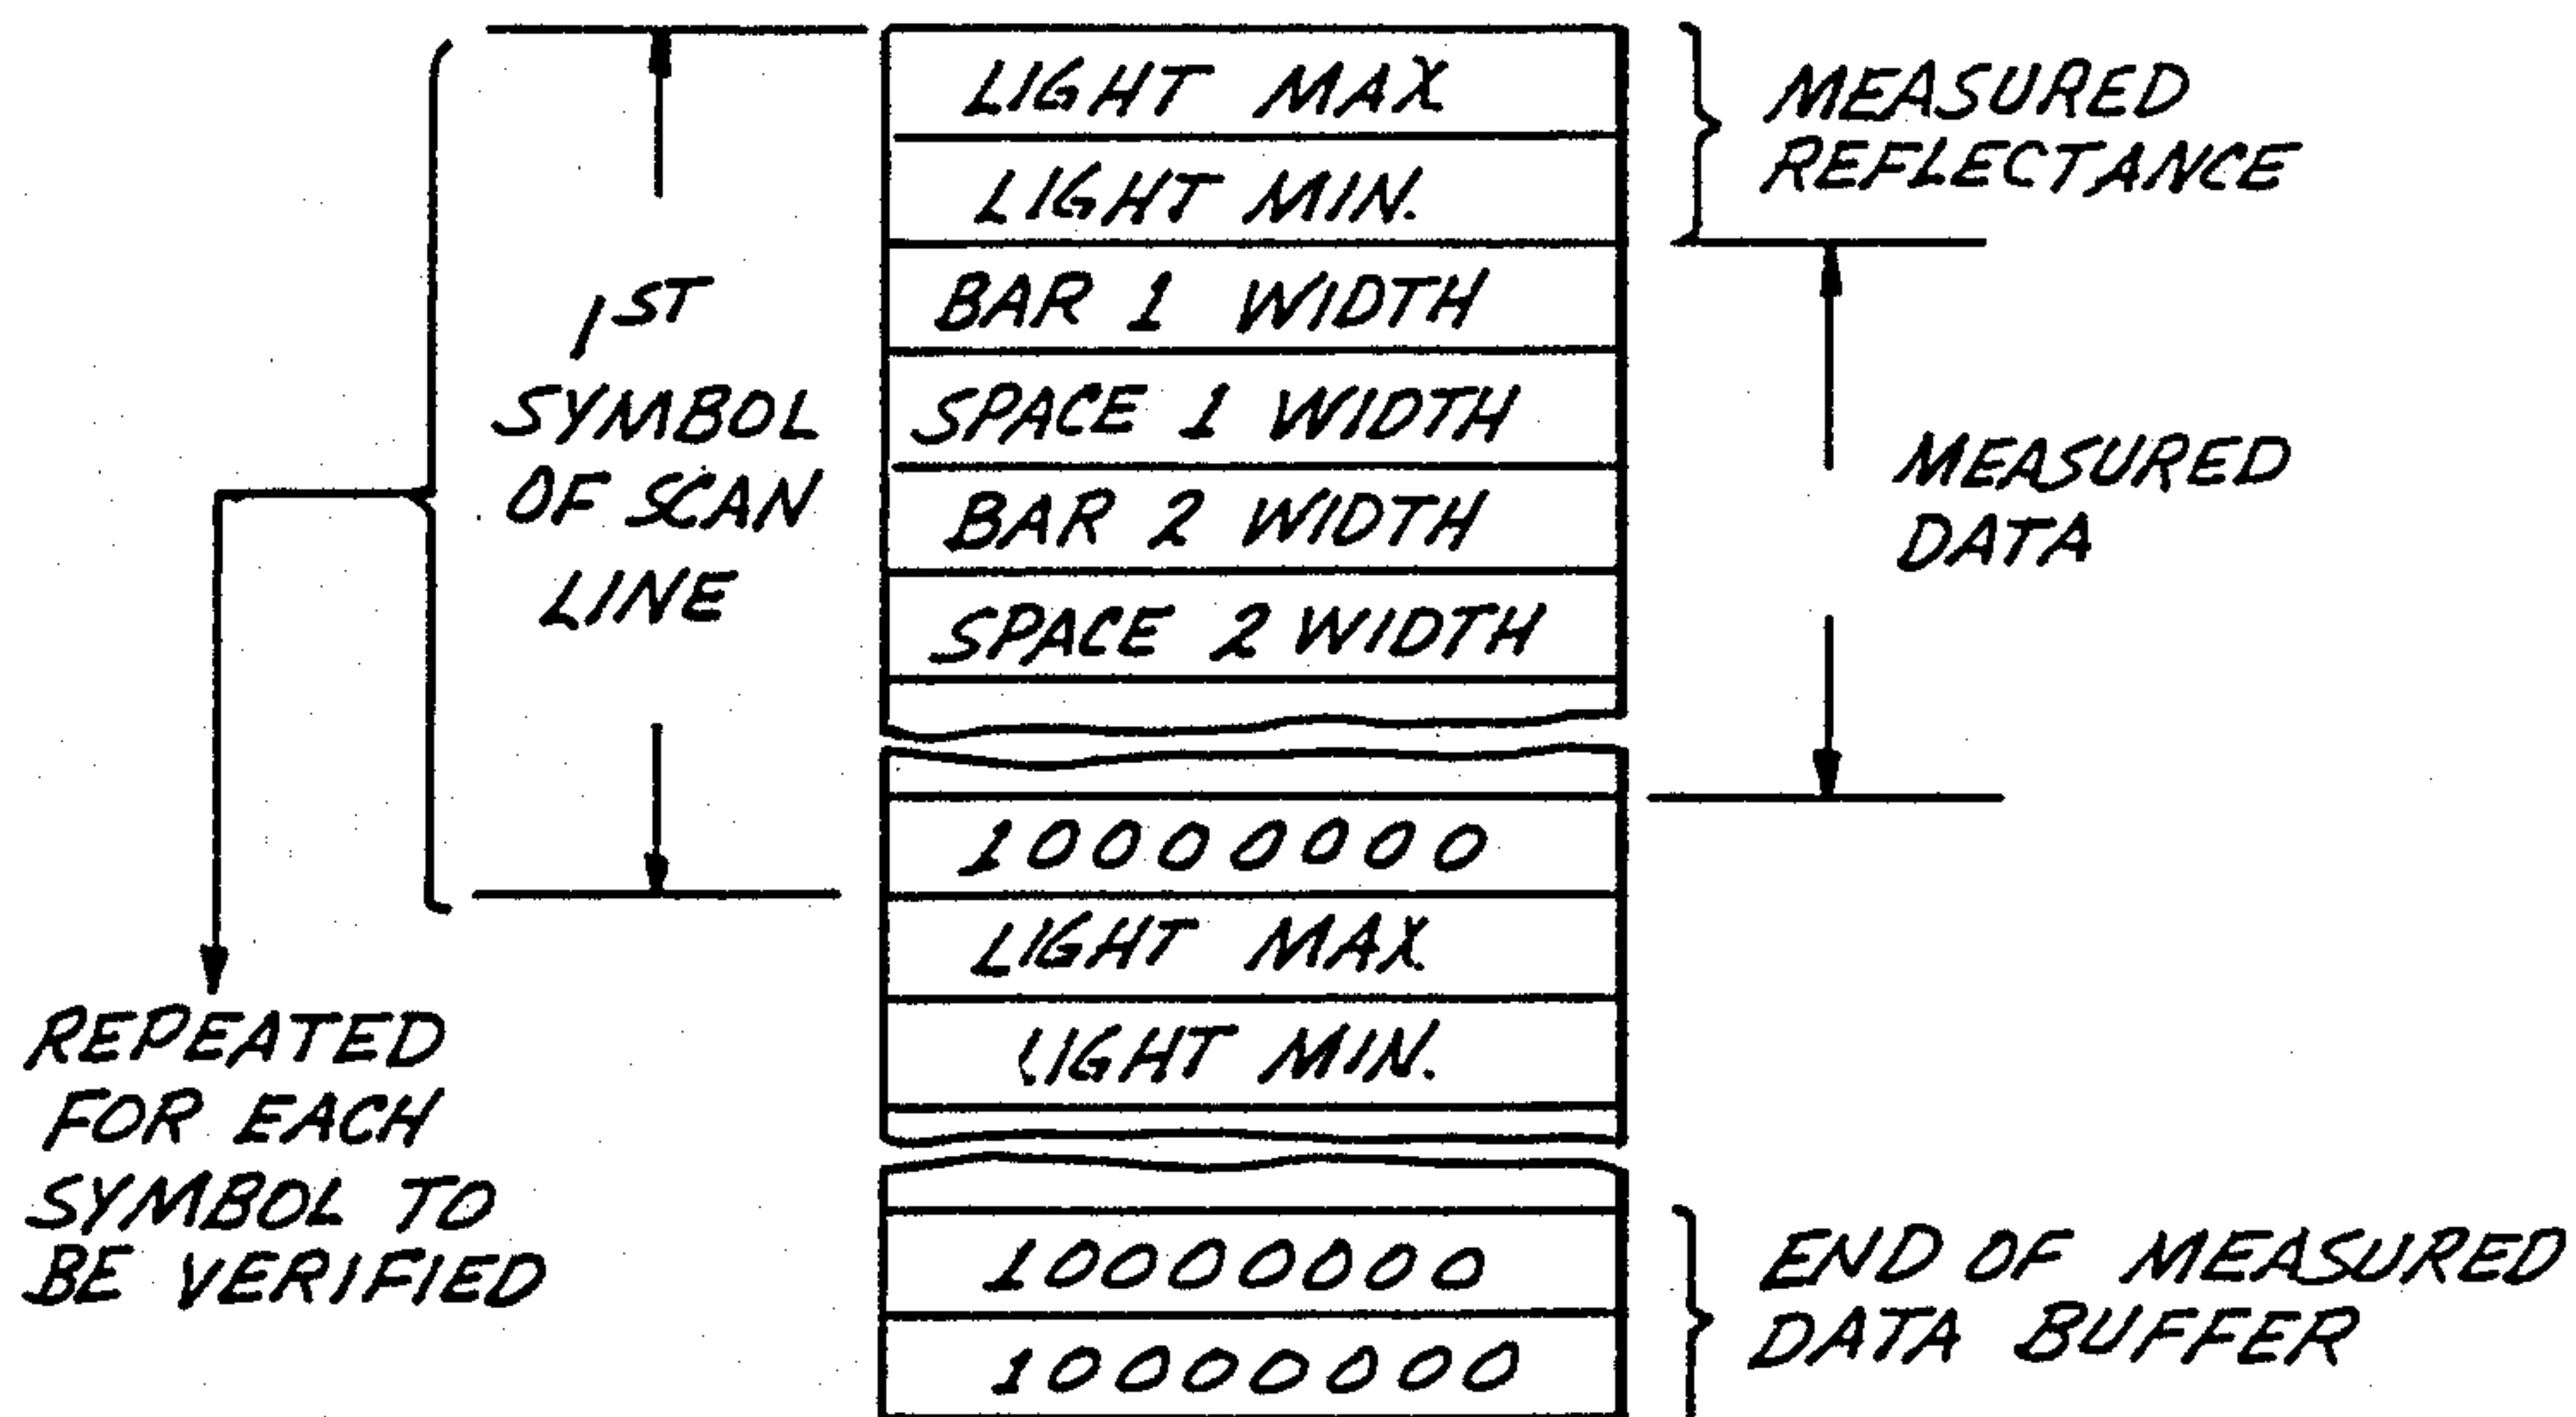 LIGHT MAX
LIGHT MIN.
BAR 1 WIDTH
SPACE 1 WIDTH
BAR 2 WIDTH
SPACE 2 WIDTH
10000000
LIGHT MAX
LIGHT MIN.
10000000
10000000
MEASURED
REFLECTANCE
MEASURED
DATA
END OF MEASURED
DATA BUFFER
1ST
SYMBOL
OF SCAN
LINE
REPEATED
FOR EACH
SYMBOL TO
BE VERIFIED